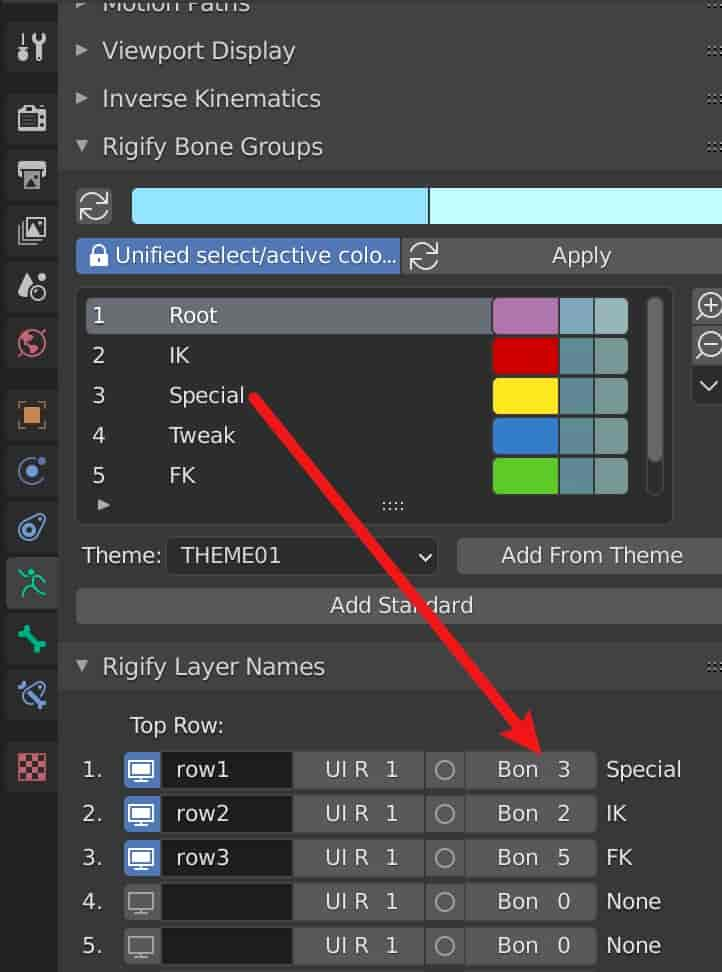 Motion Paths
Viewport Display
Inverse Kinematics
Rigify Bone Groups
Unified select/active colo... Apply
1 Root
2 IK
3 Special
4 Tweak
5 FK
Theme: THEME01 Add From Theme
Add Standard
Rigify Layer Names
Top Row:
1. row1 UI R 1 Bon 3 Special
2. row2 UI R 1 Bon 2 IK
3. row3 UI R 1 Bon 5 FK
4. UI R 1 Bon 0 None
5. UI R 1 Bon 0 None